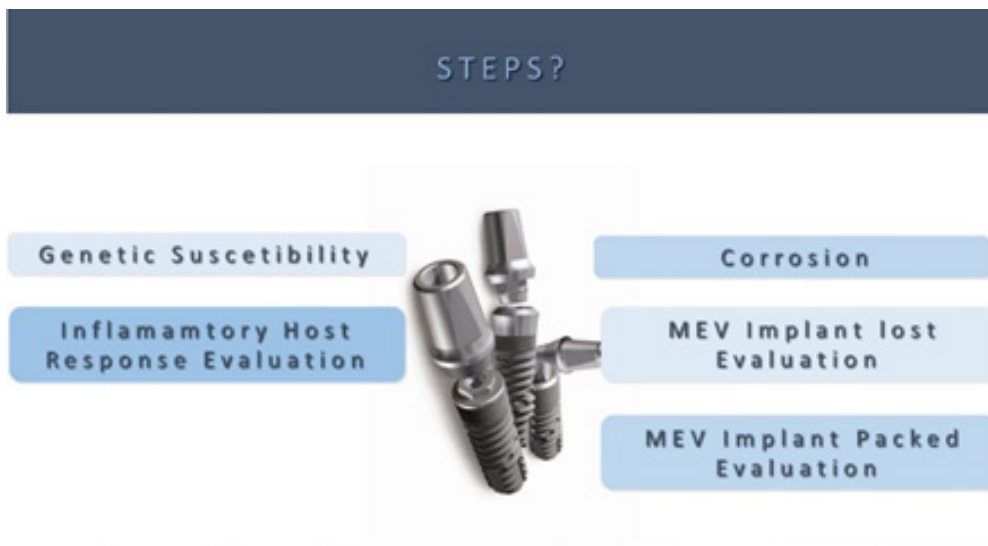 STEPS?
Genetic Suscetibility
Inflamamtory Host
Response Evaluation
Corrosion
MEV Implant lost
Evaluation
MEV Implant Packed
Evaluation